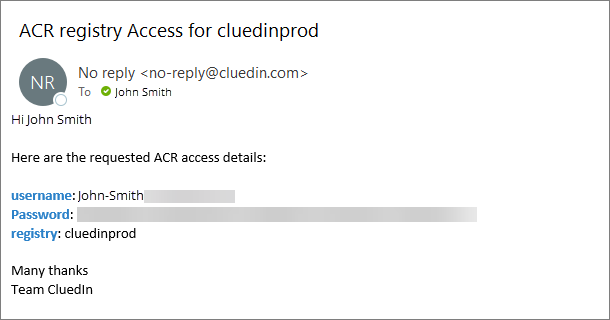 ACR registry Access for cluedinprod
NR
No reply <no-reply@cluedin.com>
To John Smith
Hi John Smith
Here are the requested ACR access details:
username: John-Smith
Password:
registry: cluedinprod
Many thanks
Team CluedIn